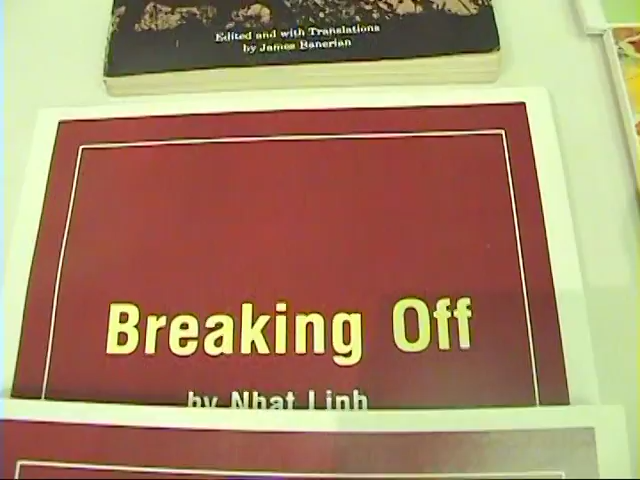 Edited and with Translations
by James Banerian
Breaking Off
by Nhat Linh